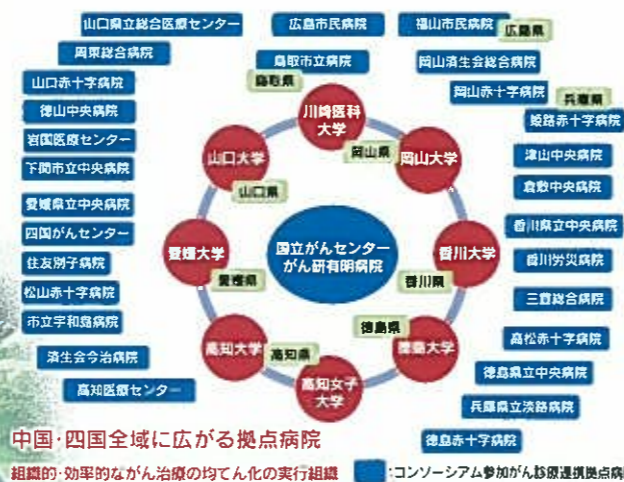 山口県立総合医療センター
広島市民病院
福山市民病院
広島県
周東総合病院
鳥取市立病院
岡山済生会総合病院
鳥取県
山口赤十字病院
岡山赤十字病院
兵庫県
徳山中央病院
川崎医科
大学
姫路赤十字病院
岩国医療センター
山口大学
岡山県
岡山大学
津山中央病院
下関市立中央病院
山口県
倉敷中央病院
愛媛県立中央病院
香川県立中央病院
四国がんセンター
愛媛大学
国立がんセンター
がん研有明病院
香川大学
香川労災病院
住友別子病院
愛媛県
香川県
三豊総合病院
松山赤十字病院
市立宇和島病院
徳島県
高松赤十字病院
済生会今治病院
高知大学
高知県
徳島大学
徳島県立中央病院
高知医療センター
高知女子
大学
兵庫県立淡路病院
中国・四国全域に広がる拠点病院
徳島赤十字病院
組織的・効率的ながん治療の均てん化の実行組織
:コンソーシアム参加がん診療連携拠点病